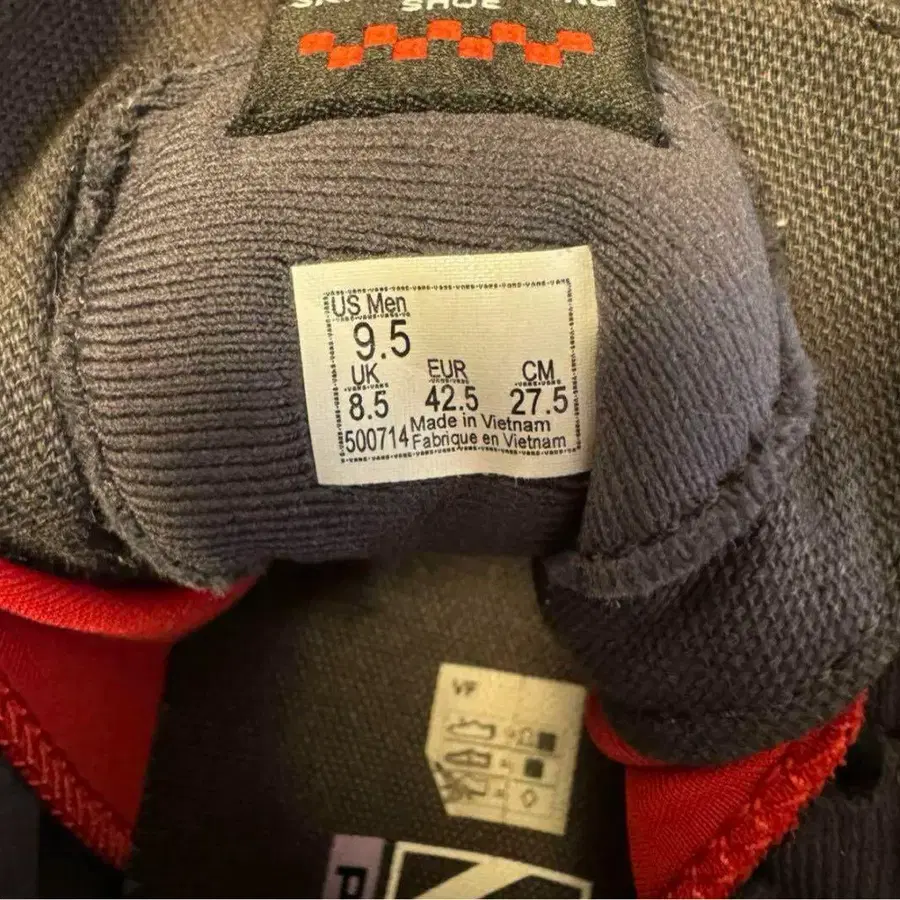 SHOE
US Men
9.5
UK EUR CM
8.5 42.5 27.5
500714 Made in Vietnam
Fabrique en Vietnam
VF
P